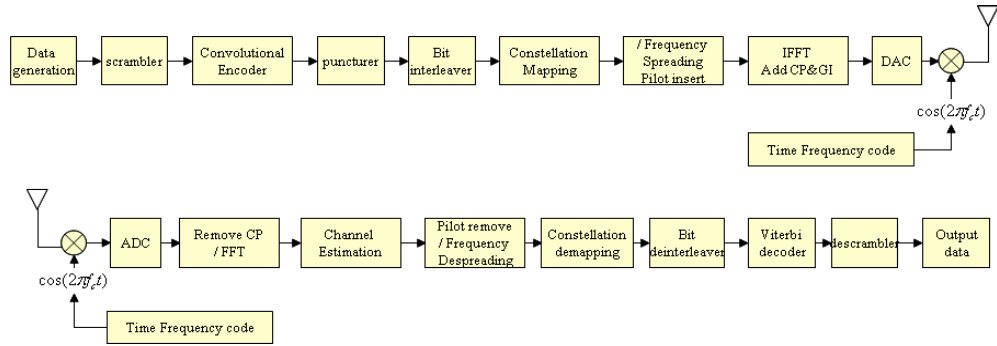 Data
generation
scrambler
Convolutional
Encoder
puncturer
Bit
interleaver
Constellation
Mapping
/ Frequency
Spreading
Pilot insert
IFFT
Add CP&GI
DAC
cos(2πf_c t)
Time Frequency code
ADC
Remove CP
/ FFT
Channel
Estimation
Pilot remove
/ Frequency
Despreading
Constellation
demapping
Bit
deinterleaver
Viterbi
decoder
descrambler
Output
data
cos(2πf_c t)
Time Frequency code